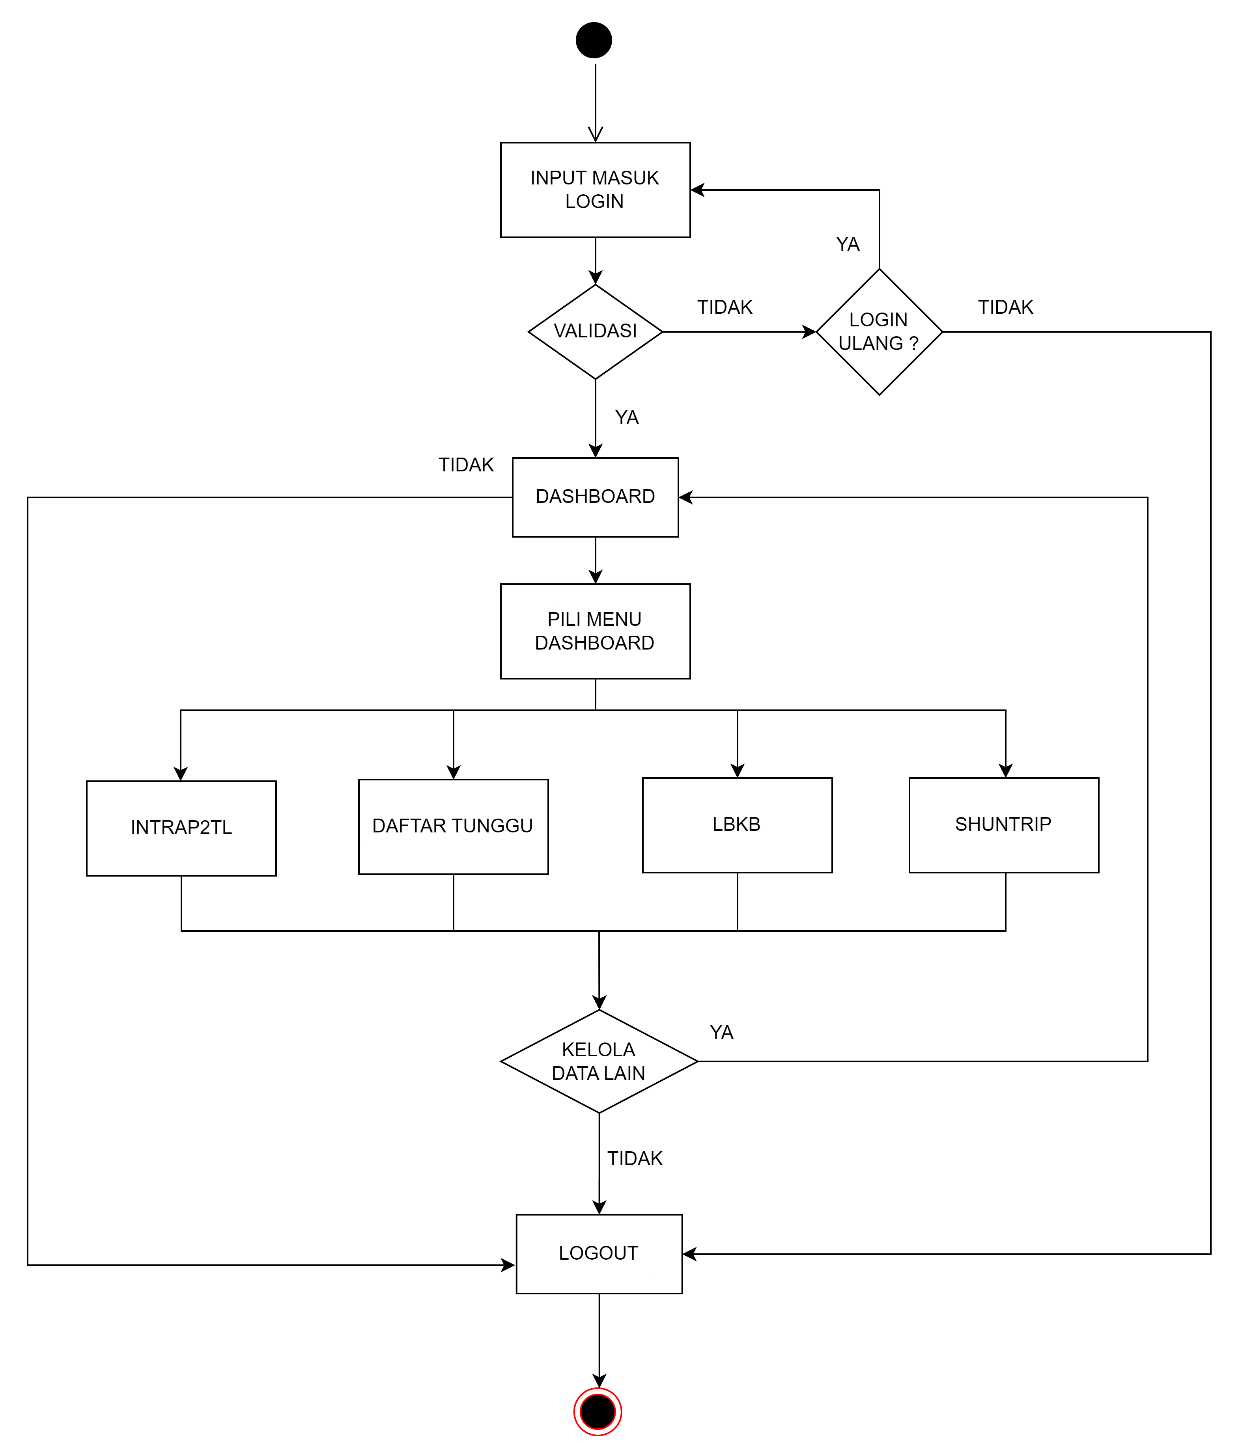 INPUT MASUK
LOGIN
YA
VALIDASI
TIDAK
LOGIN
ULANG ?
TIDAK
YA
TIDAK
DASHBOARD
PILI MENU
DASHBOARD
INTRAP2TL
DAFTAR TUNGGU
LBKB
SHUNTRIP
KELOLA
DATA LAIN
YA
TIDAK
LOGOUT